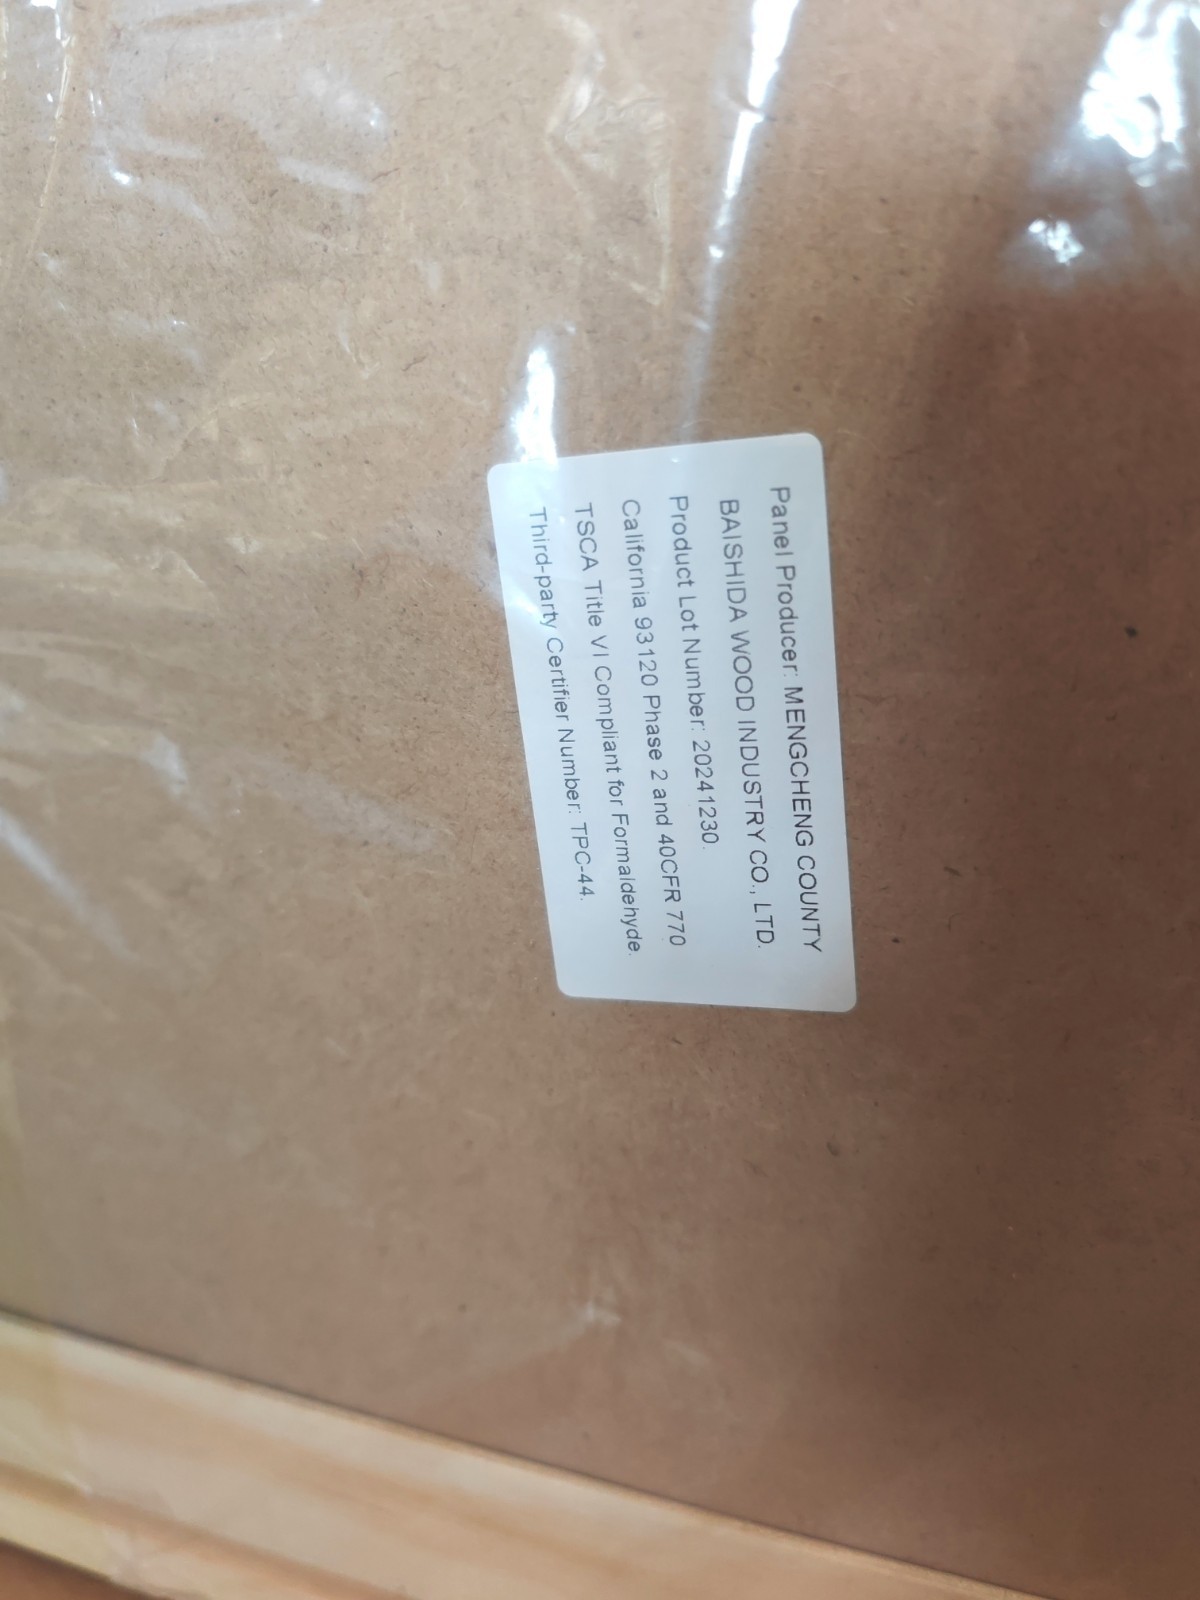 Panel Producer: MENGCHENG COUNTY
BAISHIDA WOOD INDUSTRY CO., LTD.
Product Lot Number: 20241230.
California 93120 Phase 2 and 40CFR 770
TSCA Title VI Compliant for Formaldehyde.
Third-party Certifier Number: TPC-44.